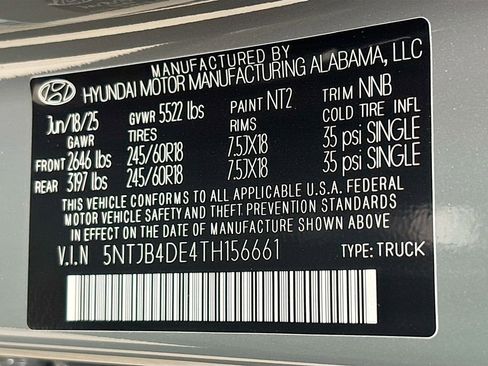 MANUFACTURED BY
HYUNDAI MOTOR MANUFACTURING ALABAMA, LLC
Jun/18/25 GVWR 5522 lbs PAINT NT2 TRIM NNB
GAWR TIRES RIMS COLD TIRE INFL
FRONT 2646 lbs 245/60R18 7.5JX18 35 psi SINGLE
REAR 3197 lbs 245/60R18 7.5JX18 35 psi SINGLE
THIS VEHICLE CONFORMS TO ALL APPLICABLE U.S.A. FEDERAL
MOTOR VEHICLE SAFETY AND THEFT PREVENTION STANDARDS
IN EFFECT ON THE DATE OF MANUFACTURE SHOWN ABOVE.
V.I.N 5NTJB4DE4TH156661 TYPE: TRUCK